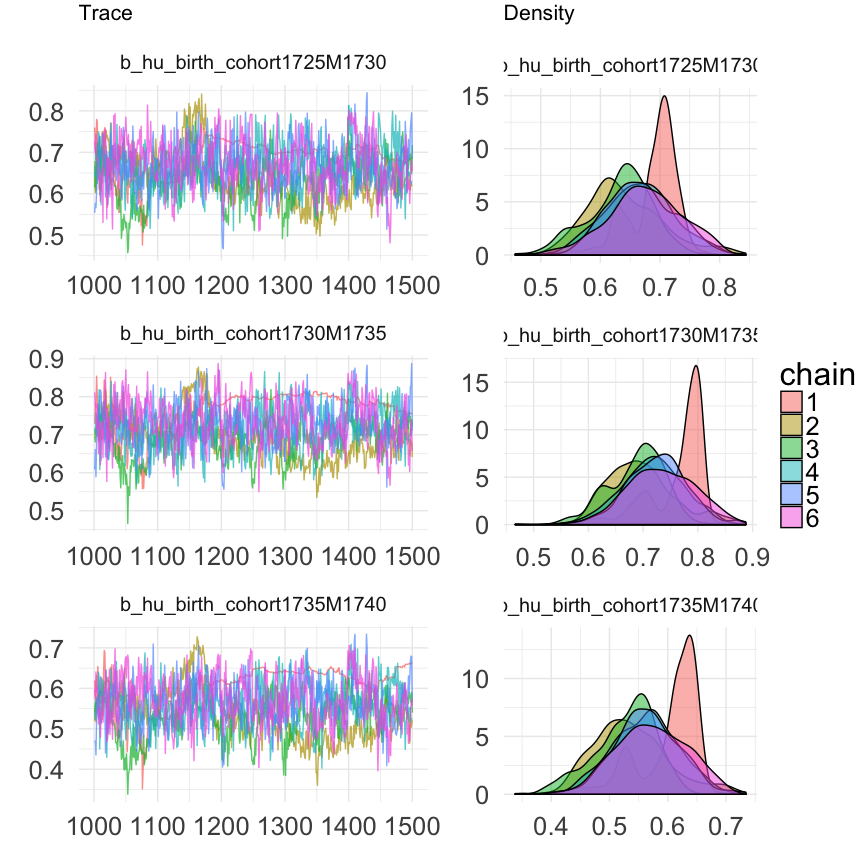 Trace
Density
b_hu_birth_cohort1725M1730
b_hu_birth_cohort1725M1730
0.8
0.7
0.6
0.5
1000 1100 1200 1300 1400 1500
15
10
5
0
0.5 0.6 0.7 0.8
b_hu_birth_cohort1730M1735
b_hu_birth_cohort1730M1735
0.9
0.8
0.7
0.6
0.5
1000 1100 1200 1300 1400 1500
15
10
5
0
0.5 0.6 0.7 0.8 0.9
b_hu_birth_cohort1735M1740
b_hu_birth_cohort1735M1740
0.7
0.6
0.5
0.4
1000 1100 1200 1300 1400 1500
10
5
0
0.4 0.5 0.6 0.7
chain
1
2
3
4
5
6